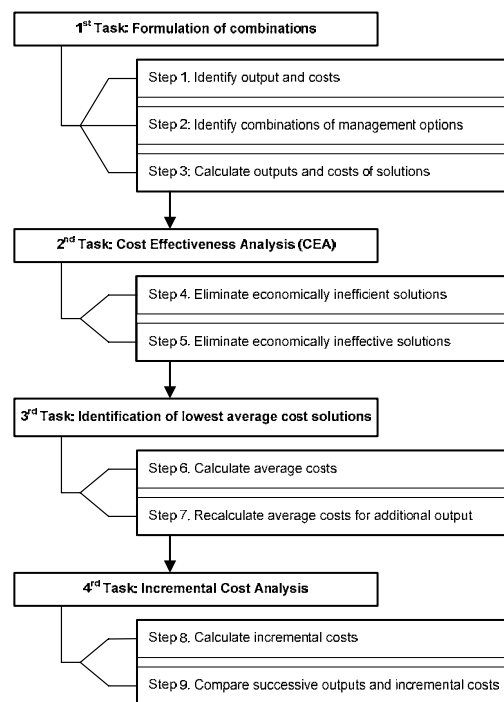 1st Task: Formulation of combinations
Step 1. Identify output and costs
Step 2: Identify combinations of management options
Step 3: Calculate outputs and costs of solutions
2nd Task: Cost Effectiveness Analysis (CEA)
Step 4. Eliminate economically inefficient solutions
Step 5. Eliminate economically ineffective solutions
3rd Task: Identification of lowest average cost solutions
Step 6. Calculate average costs
Step 7. Recalculate average costs for additional output
4rd Task: Incremental Cost Analysis
Step 8. Calculate incremental costs
Step 9. Compare successive outputs and incremental costs